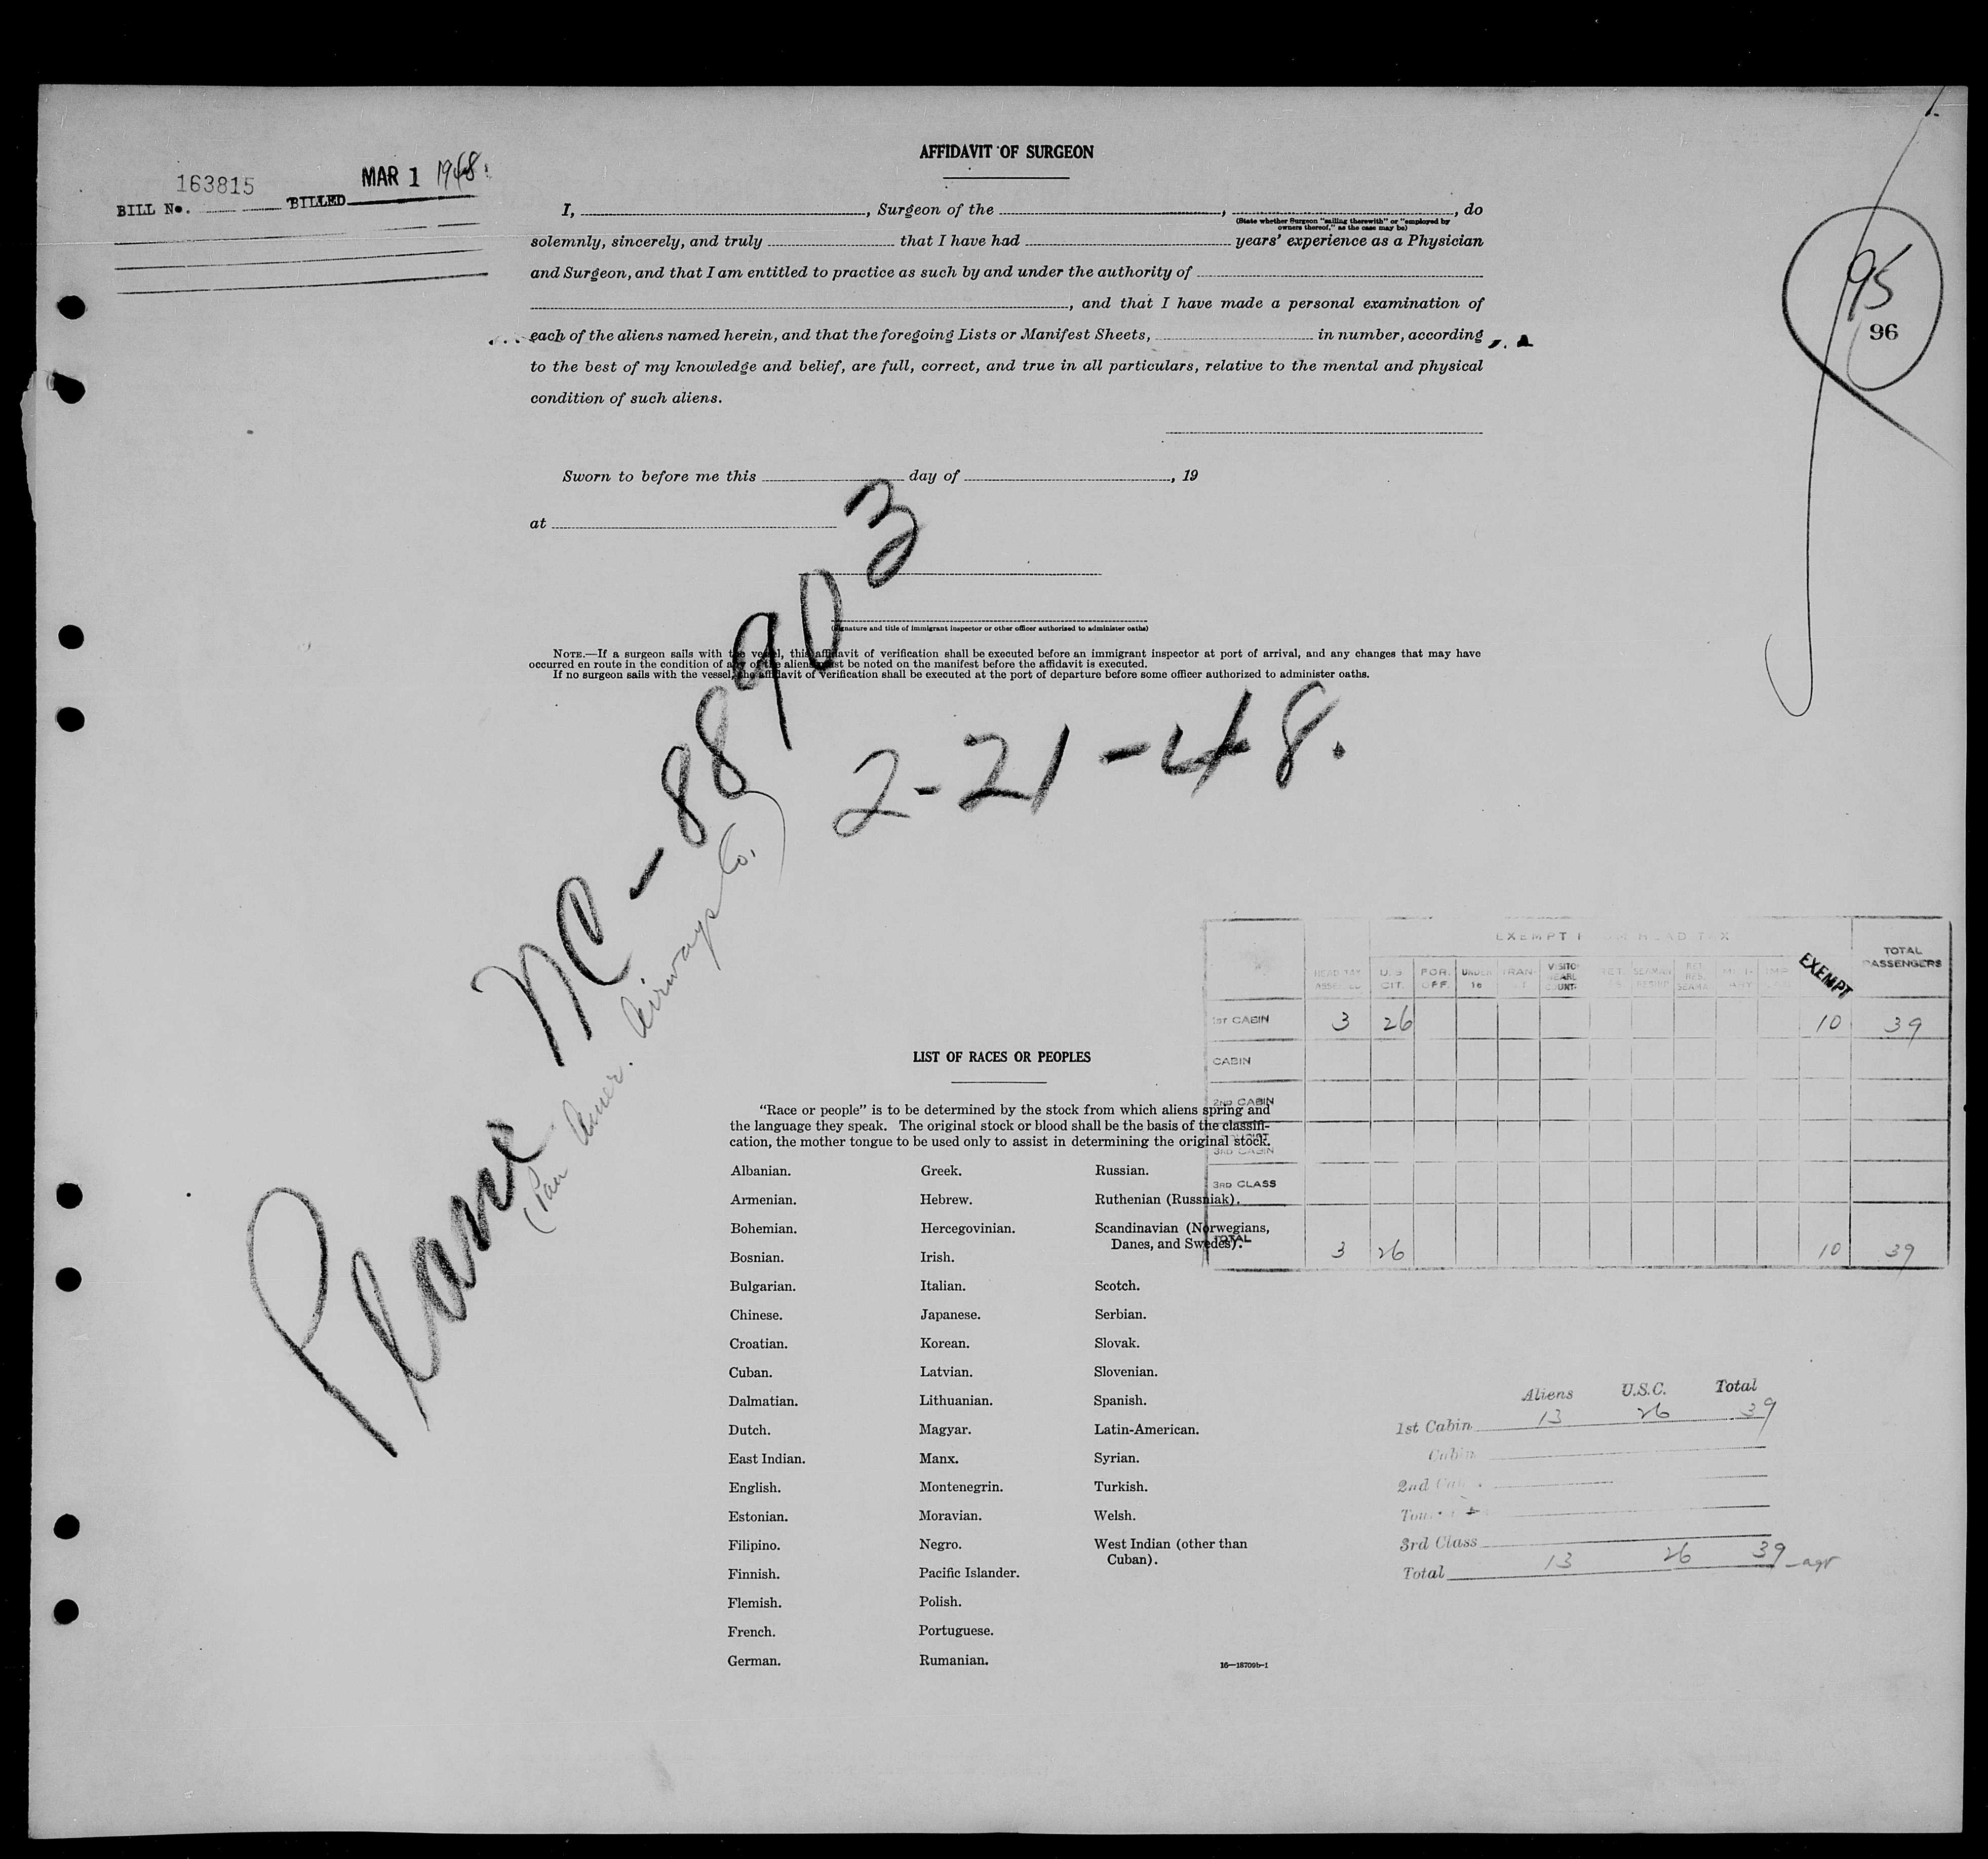 AFFIDAVIT OF SURGEON
163815 MAR 1 1948.
BILL No. BILLED
I, , Surgeon of the , , do
(State whether Surgeon "sailing therewith" or "employed by
owners thereof," as the case may be)
solemnly, sincerely, and truly that I have had years' experience as a Physician
and Surgeon, and that I am entitled to practice as such by and under the authority of
, and that I have made a personal examination of
each of the aliens named herein, and that the foregoing Lists or Manifest Sheets, in number, according
to the best of my knowledge and belief, are full, correct, and true in all particulars, relative to the mental and physical
condition of such aliens.
95
96
Sworn to before me this day of , 19
at
(Signature and title of immigrant inspector or other officer authorized to administer oaths)
NOTE.—If a surgeon sails with the vessel, this affidavit of verification shall be executed before an immigrant inspector at port of arrival, and any changes that may have
occurred en route in the condition of any of the aliens must be noted on the manifest before the affidavit is executed.
If no surgeon sails with the vessel, the affidavit of verification shall be executed at the port of departure before some officer authorized to administer oaths.
Plane NC-88903
(Pan Amer. Airways Co.)
2-21-48.
EXEMPT FROM HEAD TAX
HEAD TAX U.S. CIT. FOR. OFF. UNDER 16 EXEMPT TOTAL PASSENGERS
1ST CABIN 3 26 10 39
CABIN
2ND CABIN
3RD CABIN
3RD CLASS
TOTAL 3 26 10 39
LIST OF RACES OR PEOPLES
"Race or people" is to be determined by the stock from which aliens spring and
the language they speak. The original stock or blood shall be the basis of the classifi-
cation, the mother tongue to be used only to assist in determining the original stock.
Albanian. Greek. Russian.
Armenian. Hebrew. Ruthenian (Russniak).
Bohemian. Hercegovinian. Scandinavian (Norwegians,
Danes, and Swedes).
Bosnian. Irish.
Bulgarian. Italian. Scotch.
Chinese. Japanese. Serbian.
Croatian. Korean. Slovak.
Cuban. Latvian. Slovenian.
Dalmatian. Lithuanian. Spanish.
Dutch. Magyar. Latin-American.
East Indian. Manx. Syrian.
English. Montenegrin. Turkish.
Estonian. Moravian. Welsh.
Filipino. Negro. West Indian (other than
Cuban).
Finnish. Pacific Islander.
Flemish. Polish.
French. Portuguese.
German. Rumanian.
16—18709b-1
Aliens U.S.C. Total
1st Cabin 13 26 39
Cabin
2nd
3rd Class
Total 13 26 39